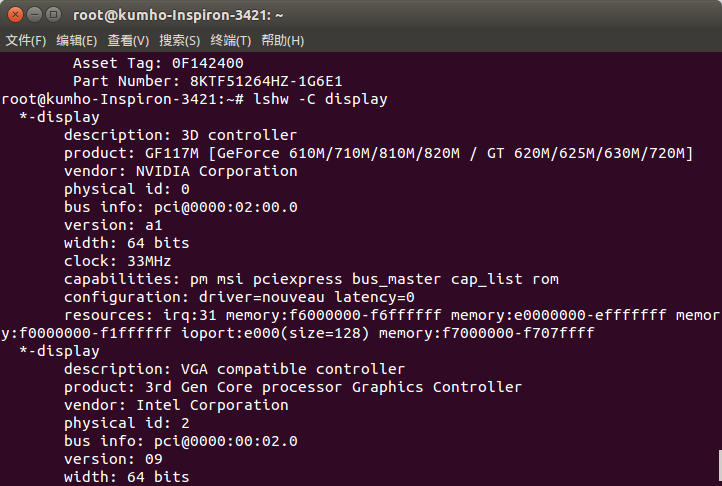 root@kumho-Inspiron-3421: ~
文件(F) 编辑(E) 查看(V) 搜索(S) 终端(T) 帮助(H)
Asset Tag: 0F142400
Part Number: 8KTF51264HZ-1G6E1
root@kumho-Inspiron-3421:~# lshw -C display
*-display
description: 3D controller
product: GF117M [GeForce 610M/710M/810M/820M / GT 620M/625M/630M/720M]
vendor: NVIDIA Corporation
physical id: 0
bus info: pci@0000:02:00.0
version: a1
width: 64 bits
clock: 33MHz
capabilities: pm msi pciexpress bus_master cap_list rom
configuration: driver=nouveau latency=0
resources: irq:31 memory:f6000000-f6ffffff memory:e0000000-efffffff memor
y:f0000000-f1ffffff ioport:e000(size=128) memory:f7000000-f707ffff
*-display
description: VGA compatible controller
product: 3rd Gen Core processor Graphics Controller
vendor: Intel Corporation
physical id: 2
bus info: pci@0000:00:02.0
version: 09
width: 64 bits